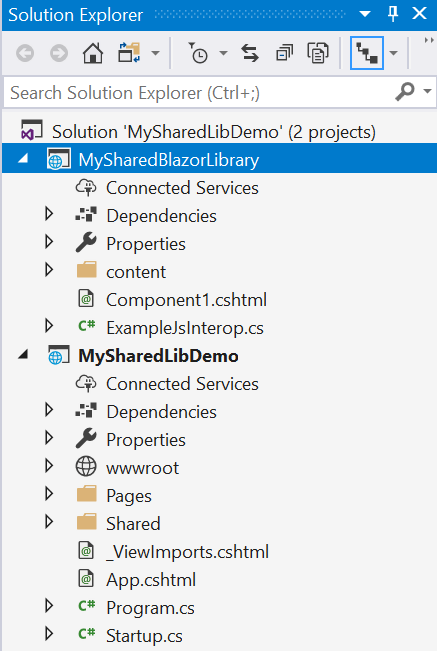 Solution Explorer
Search Solution Explorer (Ctrl+;)
Solution 'MySharedLibDemo' (2 projects)
MySharedBlazorLibrary
Connected Services
Dependencies
Properties
content
Component1.cshtml
C# ExampleJsInterop.cs
MySharedLibDemo
Connected Services
Dependencies
Properties
wwwroot
Pages
Shared
_ViewImports.cshtml
App.cshtml
C# Program.cs
C# Startup.cs